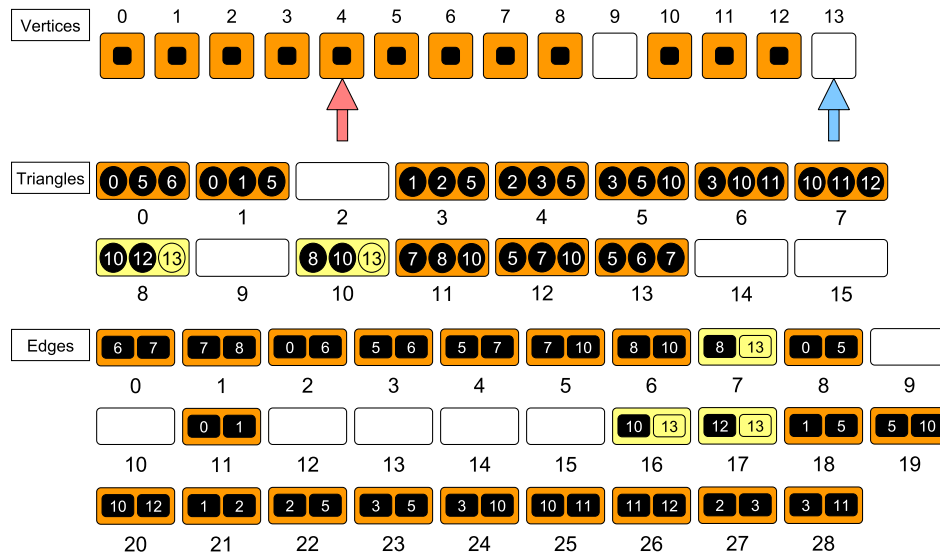 Vertices 0 1 2 3 4 5 6 7 8 9 10 11 12 13
Triangles 0 5 6 0 1 5 1 2 5 2 3 5 3 5 10 3 10 11 10 11 12
0 1 2 3 4 5 6 7
10 12 13 8 10 13 7 8 10 5 7 10 5 6 7
8 9 10 11 12 13 14 15
Edges 6 7 7 8 0 6 5 6 5 7 7 10 8 10 8 13 0 5
0 1 2 3 4 5 6 7 8 9
0 1 10 13 12 13 1 5 5 10
10 11 12 13 14 15 16 17 18 19
10 12 1 2 2 5 3 5 3 10 10 11 11 12 2 3 3 11
20 21 22 23 24 25 26 27 28